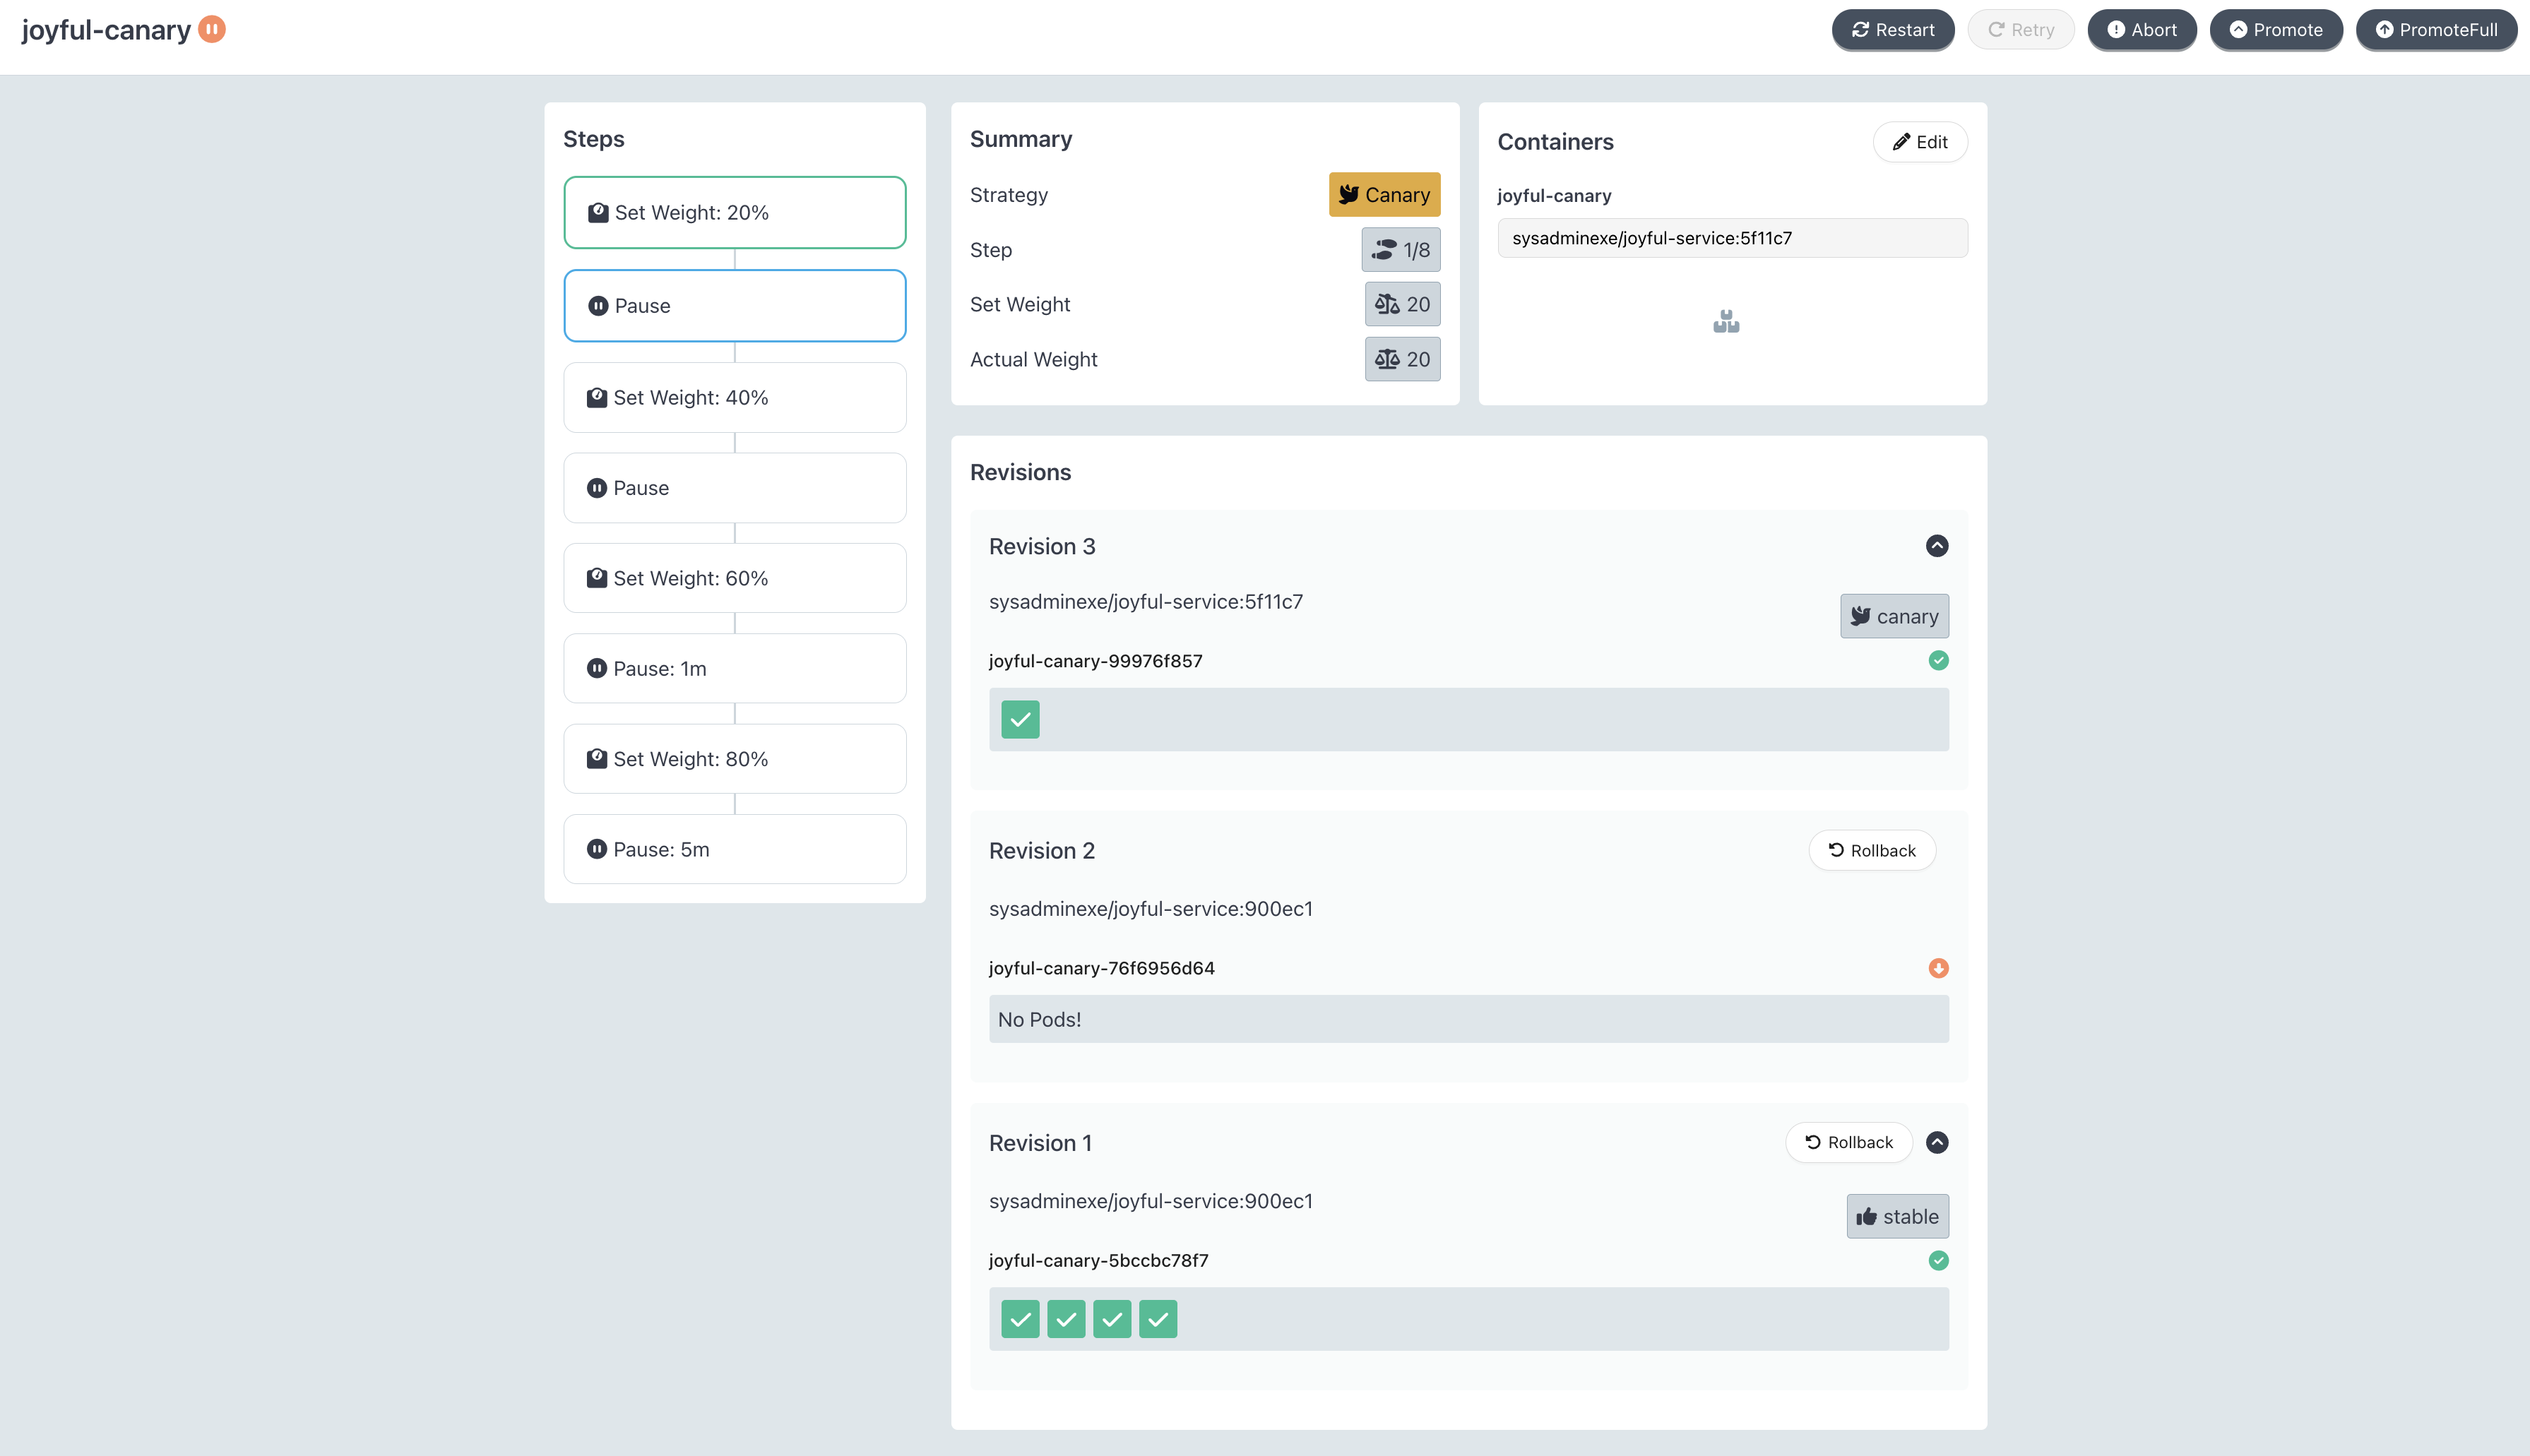 joyful-canary
Restart
Retry
Abort
Promote
PromoteFull
Steps
Set Weight: 20%
Pause
Set Weight: 40%
Pause
Set Weight: 60%
Pause: 1m
Set Weight: 80%
Pause: 5m
Summary
Strategy
Canary
Step
1/8
Set Weight
20
Actual Weight
20
Containers
Edit
joyful-canary
sysadminexe/joyful-service:5f11c7
Revisions
Revision 3
sysadminexe/joyful-service:5f11c7
canary
joyful-canary-99976f857
Revision 2
Rollback
sysadminexe/joyful-service:900ec1
joyful-canary-76f6956d64
No Pods!
Revision 1
Rollback
sysadminexe/joyful-service:900ec1
stable
joyful-canary-5bccbc78f7